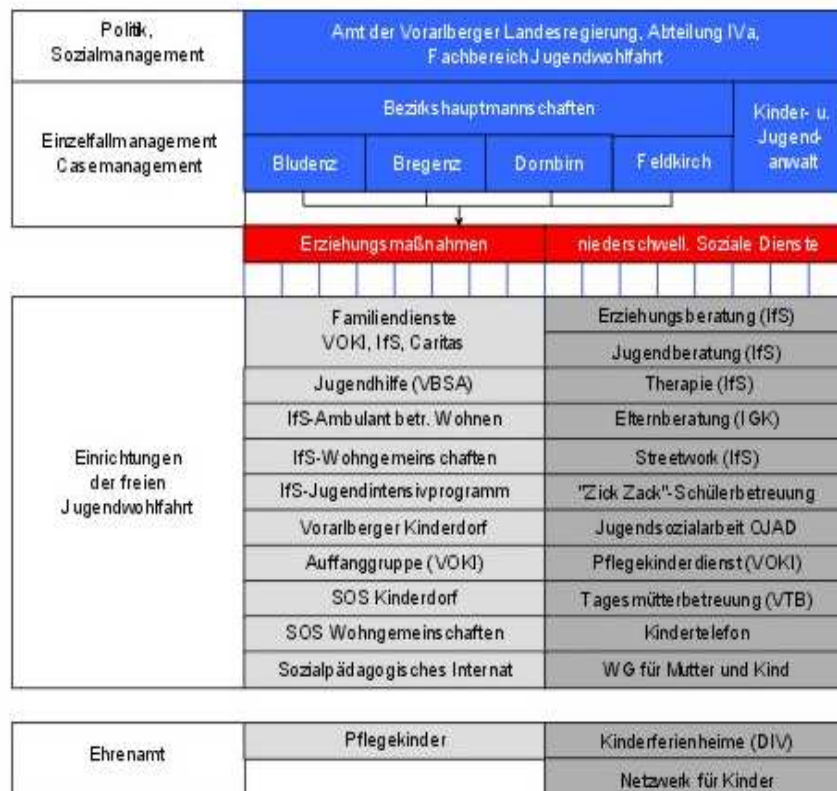 Politik,
Sozialmanagement
Amt der Vorarlberger Landesregierung, Abteilung IVa,
Fachbereich Jugendwohlfahrt
Einzelfallmanagement
Casemanagement
Bezirkshauptmannschaften
Bludenz
Bregenz
Dornbirn
Feldkirch
Kinder- u.
Jugend-
anwalt
Erziehungsmaßnahmen
niederschwell. Soziale Dienste
Einrichtungen
der freien
Jugendwohlfahrt
Familiendienste
VOKI, IfS, Caritas
Jugendhilfe (VBSA)
IfS-Ambulant betr. Wohnen
IfS-Wohngemeinschaften
IfS-Jugendintensivprogramm
Vorarlberger Kinderdorf
Auffanggruppe (VOKI)
SOS Kinderdorf
SOS Wohngemeinschaften
Sozialpädagogisches Internat
Erziehungsberatung (IfS)
Jugendberatung (IfS)
Therapie (IfS)
Elternberatung (IGK)
Streetwork (IfS)
"Zick Zack"-Schülerbetreuung
Jugendsozialarbeit OJAD
Pflegekinderdienst (VOKI)
Tagesmütterbetreuung (VTB)
Kindertelefon
WG für Mutter und Kind
Ehrenamt
Pflegekinder
Kinderferienheime (DIV)
Netzwerk für Kinder